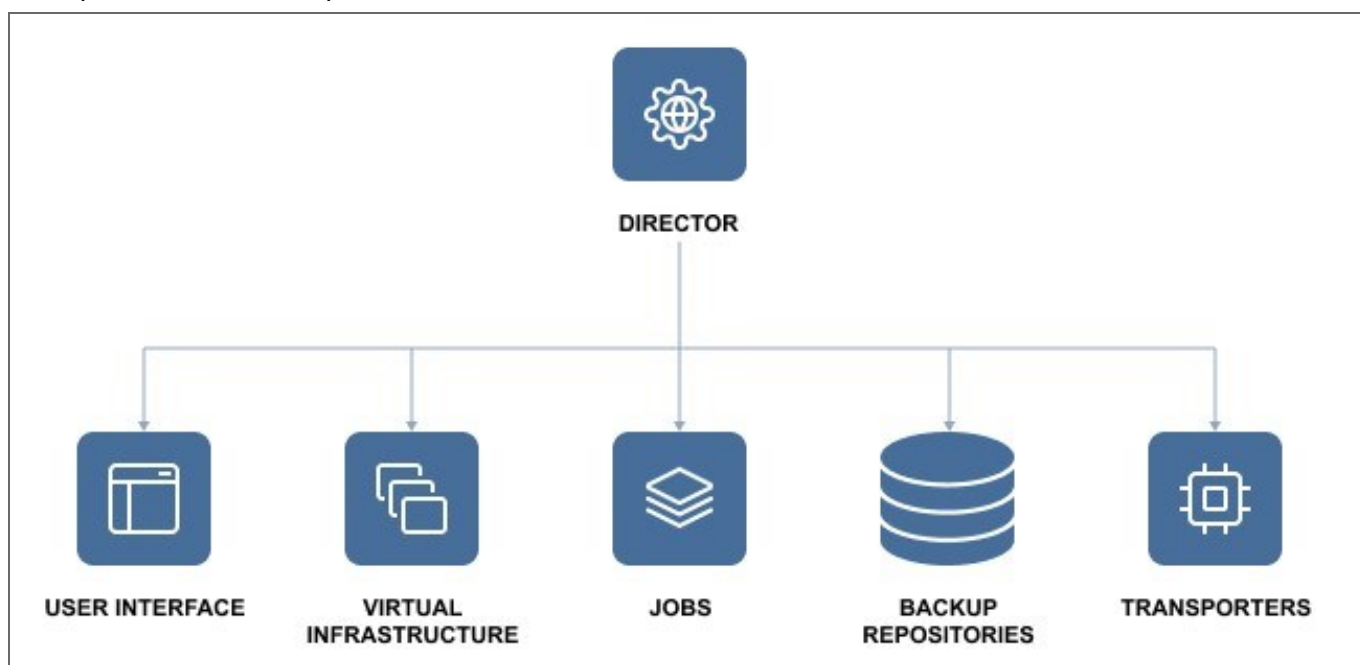 DIRECTOR
USER INTERFACE
VIRTUAL
INFRASTRUCTURE
JOBS
BACKUP
REPOSITORIES
TRANSPORTERS